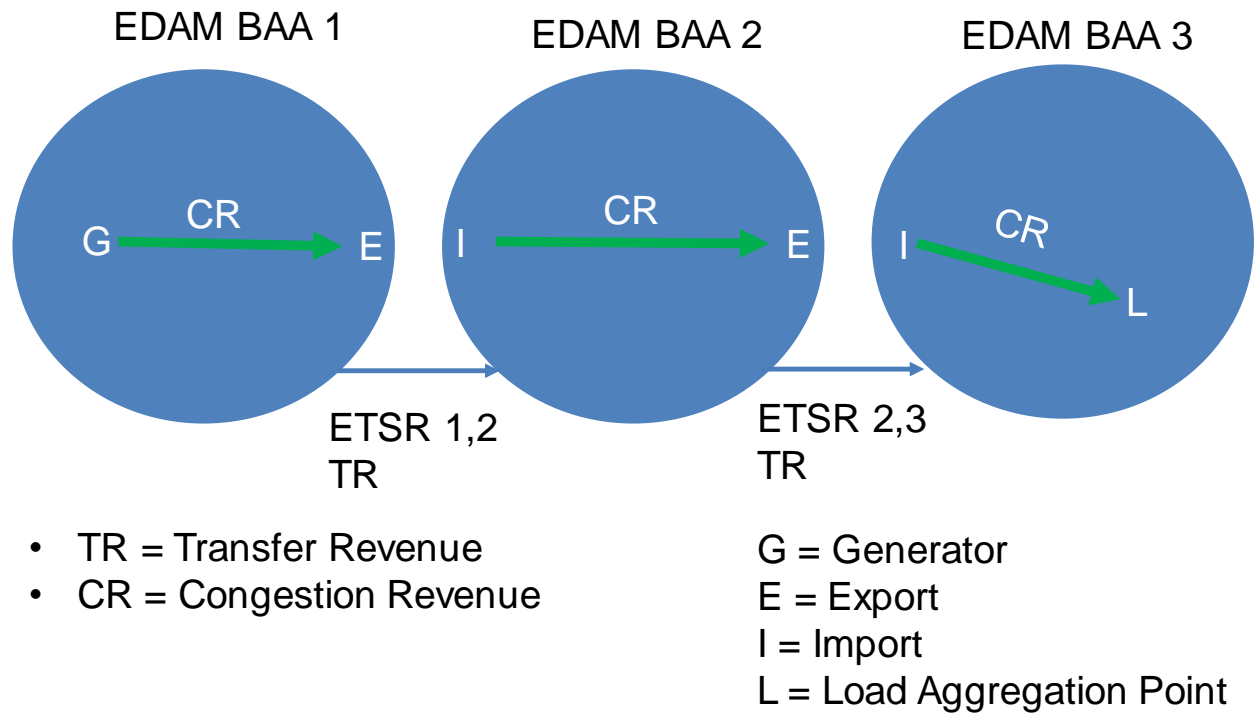 EDAM BAA 1
EDAM BAA 2
EDAM BAA 3
G
CR
E
I
CR
E
I
CR
L
ETSR 1,2
TR
ETSR 2,3
TR
• TR = Transfer Revenue
• CR = Congestion Revenue
G = Generator
E = Export
I = Import
L = Load Aggregation Point